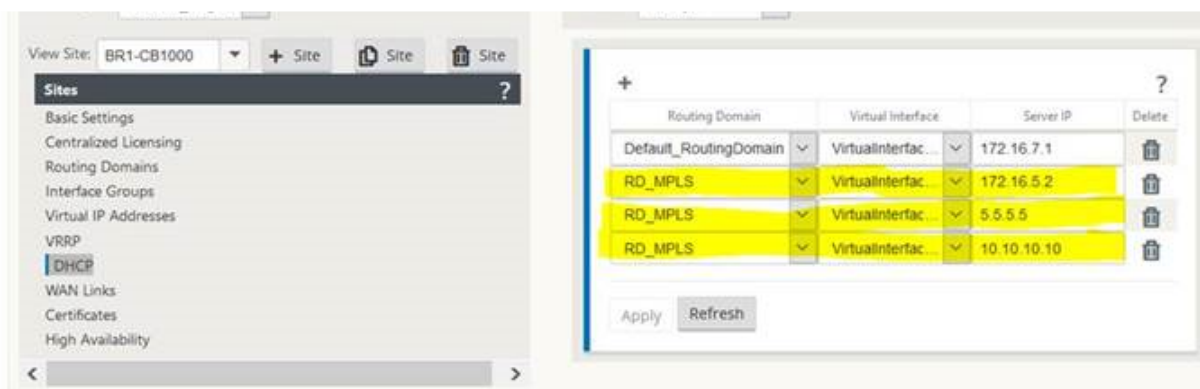 View Site: BR1-CB1000 + Site Site Site
Sites ?
Basic Settings
Centralized Licensing
Routing Domains
Interface Groups
Virtual IP Addresses
VRRP
DHCP
WAN Links
Certificates
High Availability
+ ?
Routing Domain Virtual Interface Server IP Delete
Default_RoutingDomain VirtualInterfac... 172.16.7.1
RD_MPLS VirtualInterfac... 172.16.5.2
RD_MPLS VirtualInterfac... 5.5.5.5
RD_MPLS VirtualInterfac... 10.10.10.10
Apply Refresh